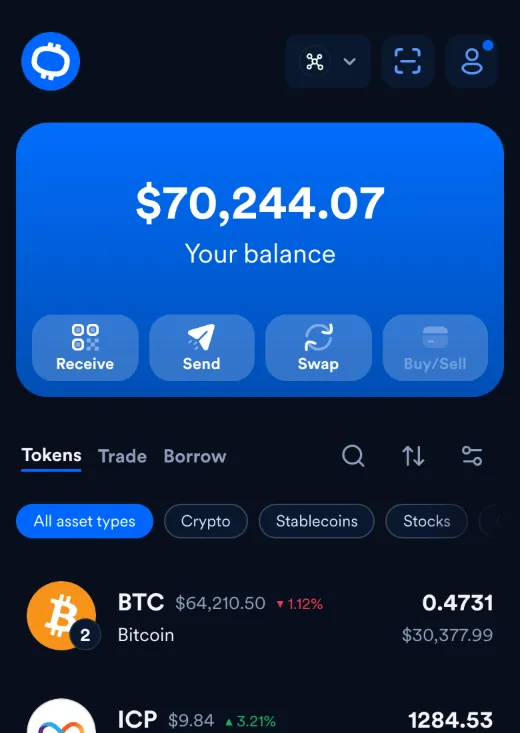 $70,244.07
Your balance
Receive Send Swap Buy/Sell
Tokens Trade Borrow
All asset types Crypto Stablecoins Stocks
BTC $64,210.50 ▼1.12% 0.4731
2
Bitcoin $30,377.99
ICP $9.84 ▲3.21% 1284.53